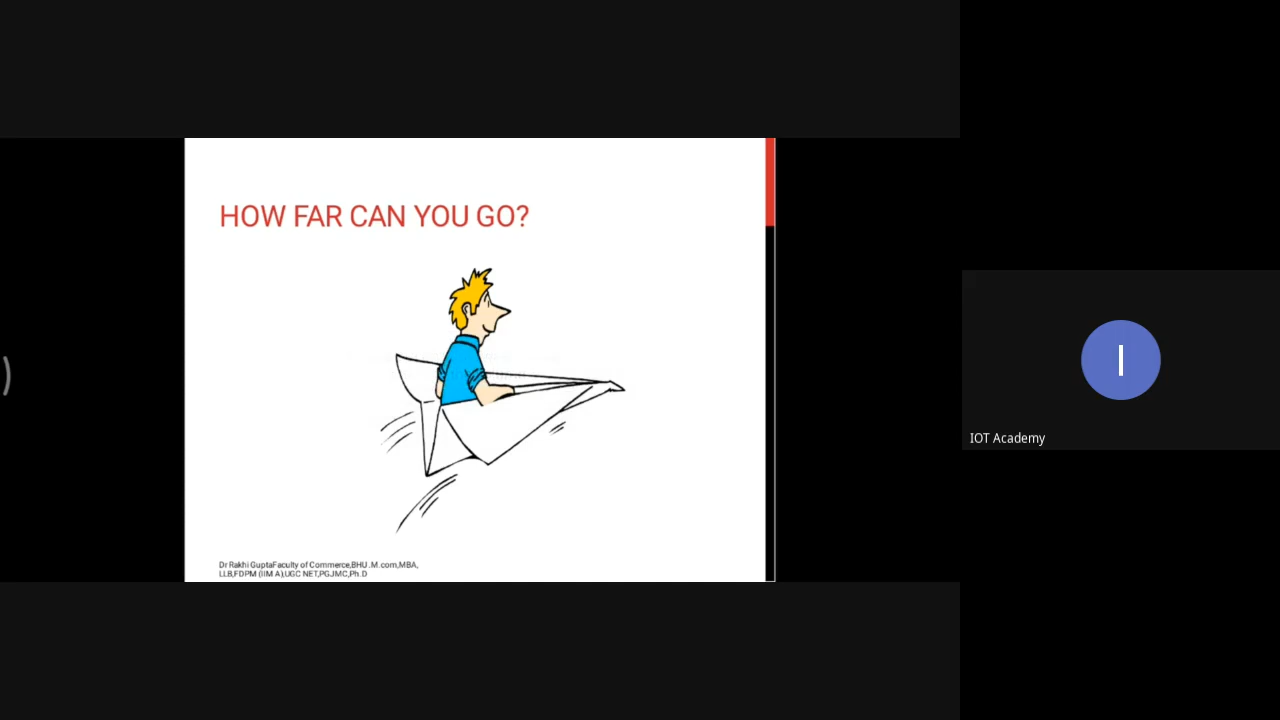 HOW FAR CAN YOU GO?
Dr Rakhi GuptaFaculty of Commerce,BHU .M.com,MBA,
LLB,FDPM (IIM A),UGC NET,PGJMC,Ph.D
I
IOT Academy